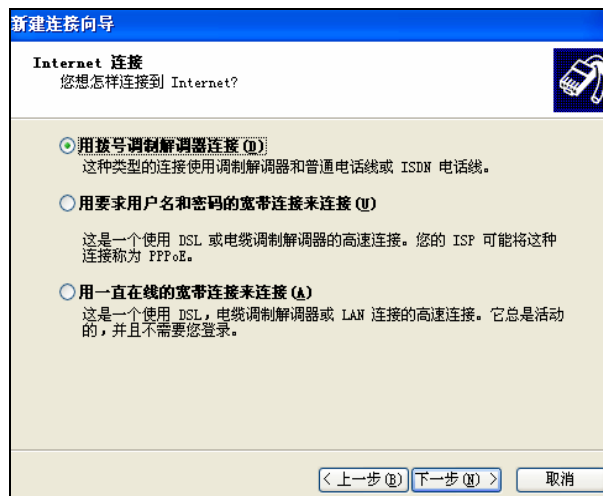 新建连接向导
Internet 连接
您想怎样连接到 Internet?
用拨号调制解调器连接(D)
这种类型的连接使用调制解调器和普通电话线或 ISDN 电话线。
用要求用户名和密码的宽带连接来连接(U)
这是一个使用 DSL 或电缆调制解调器的高速连接。您的 ISP 可能将这种
连接称为 PPPoE。
用一直在线的宽带连接来连接(A)
这是一个使用 DSL，电缆调制解调器或 LAN 连接的高速连接。它总是活动
的，并且不需要您登录。
< 上一步(B) 下一步(N) > 取消